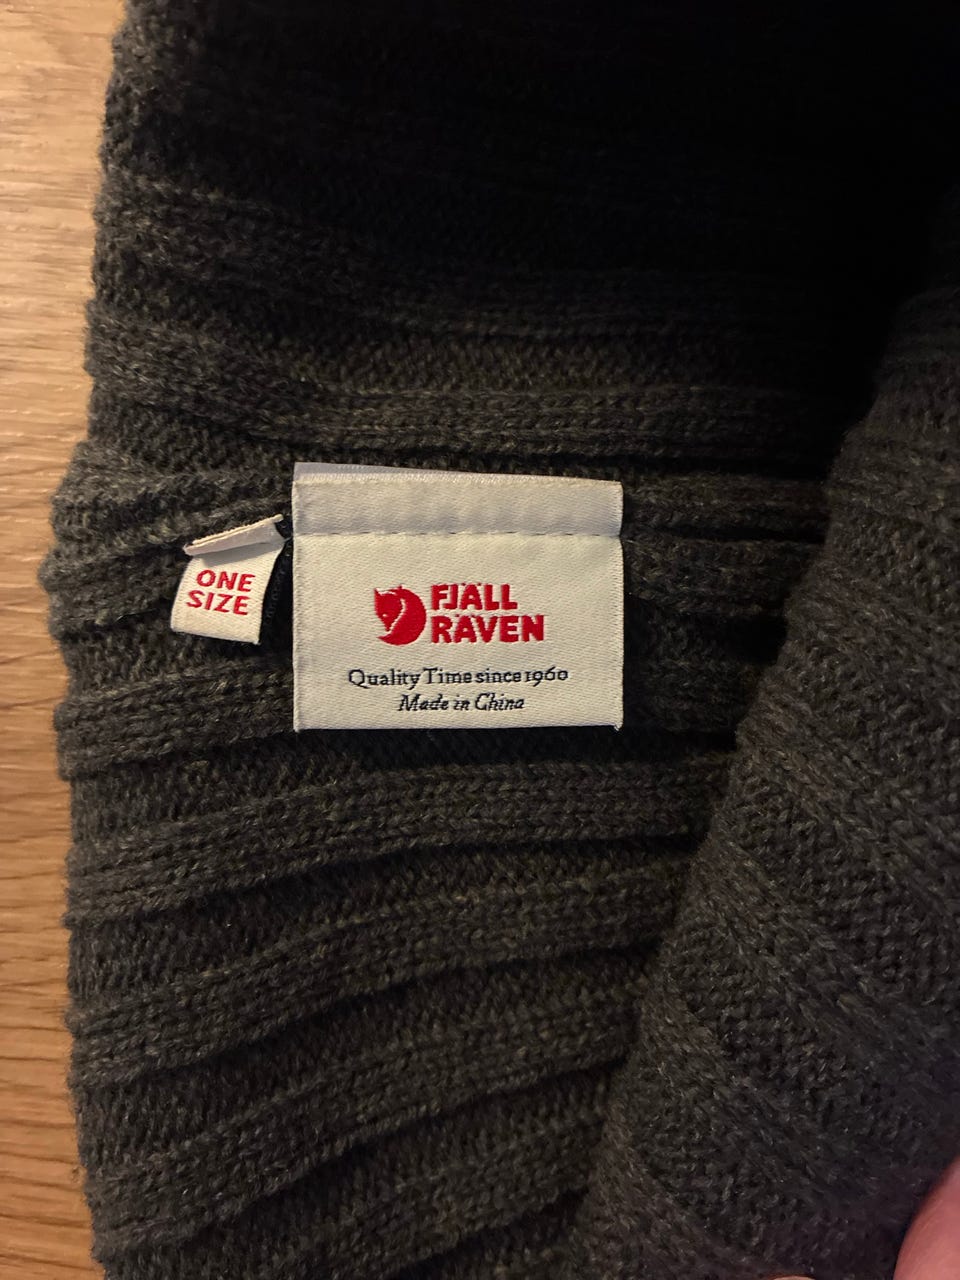 ONE
SIZE
FJÄLL
RÄVEN
Quality Time since 1960
Made in China